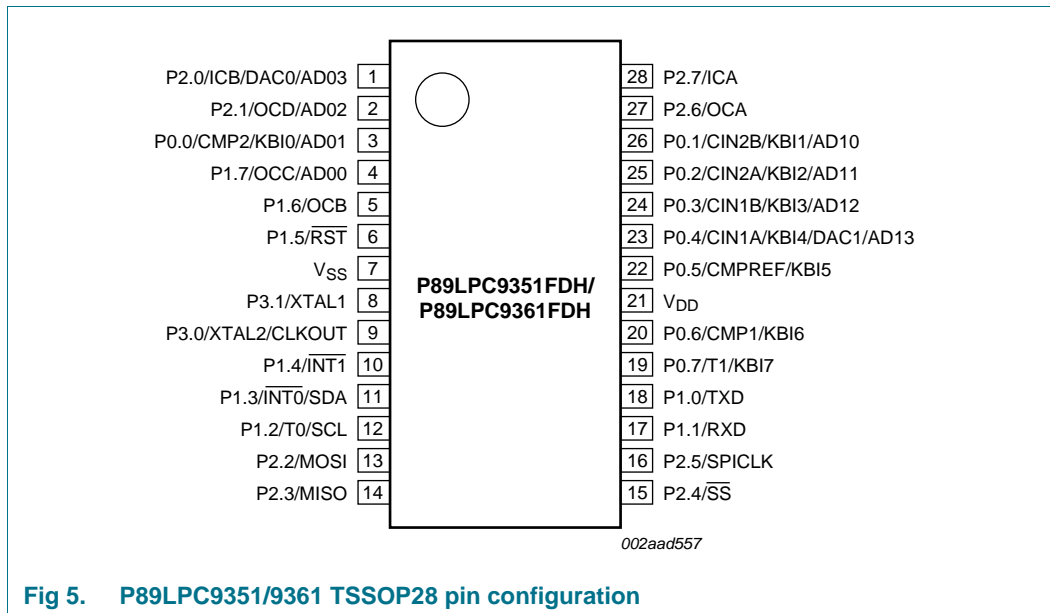 P2.0/ICB/DAC0/AD03 1
P2.1/OCD/AD02 2
P0.0/CMP2/KBI0/AD01 3
P1.7/OCC/AD00 4
P1.6/OCB 5
P1.5/R̅S̅T̅ 6
VSS 7
P3.1/XTAL1 8
P3.0/XTAL2/CLKOUT 9
P1.4/I̅N̅T̅1̅ 10
P1.3/I̅N̅T̅0̅/SDA 11
P1.2/T0/SCL 12
P2.2/MOSI 13
P2.3/MISO 14
P89LPC9351FDH/
P89LPC9361FDH
28 P2.7/ICA
27 P2.6/OCA
26 P0.1/CIN2B/KBI1/AD10
25 P0.2/CIN2A/KBI2/AD11
24 P0.3/CIN1B/KBI3/AD12
23 P0.4/CIN1A/KBI4/DAC1/AD13
22 P0.5/CMPREF/KBI5
21 VDD
20 P0.6/CMP1/KBI6
19 P0.7/T1/KBI7
18 P1.0/TXD
17 P1.1/RXD
16 P2.5/SPICLK
15 P2.4/S̅S̅
002aad557
Fig 5. P89LPC9351/9361 TSSOP28 pin configuration